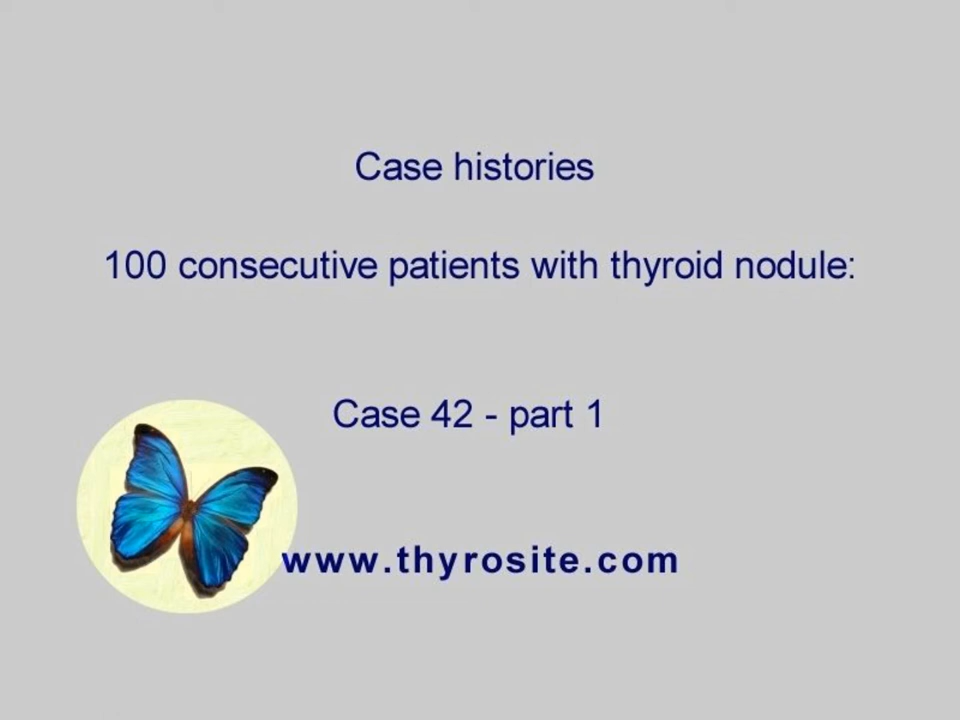 Case histories
100 consecutive patients with thyroid nodule:
Case 42 - part 1
www.thyrosite.com